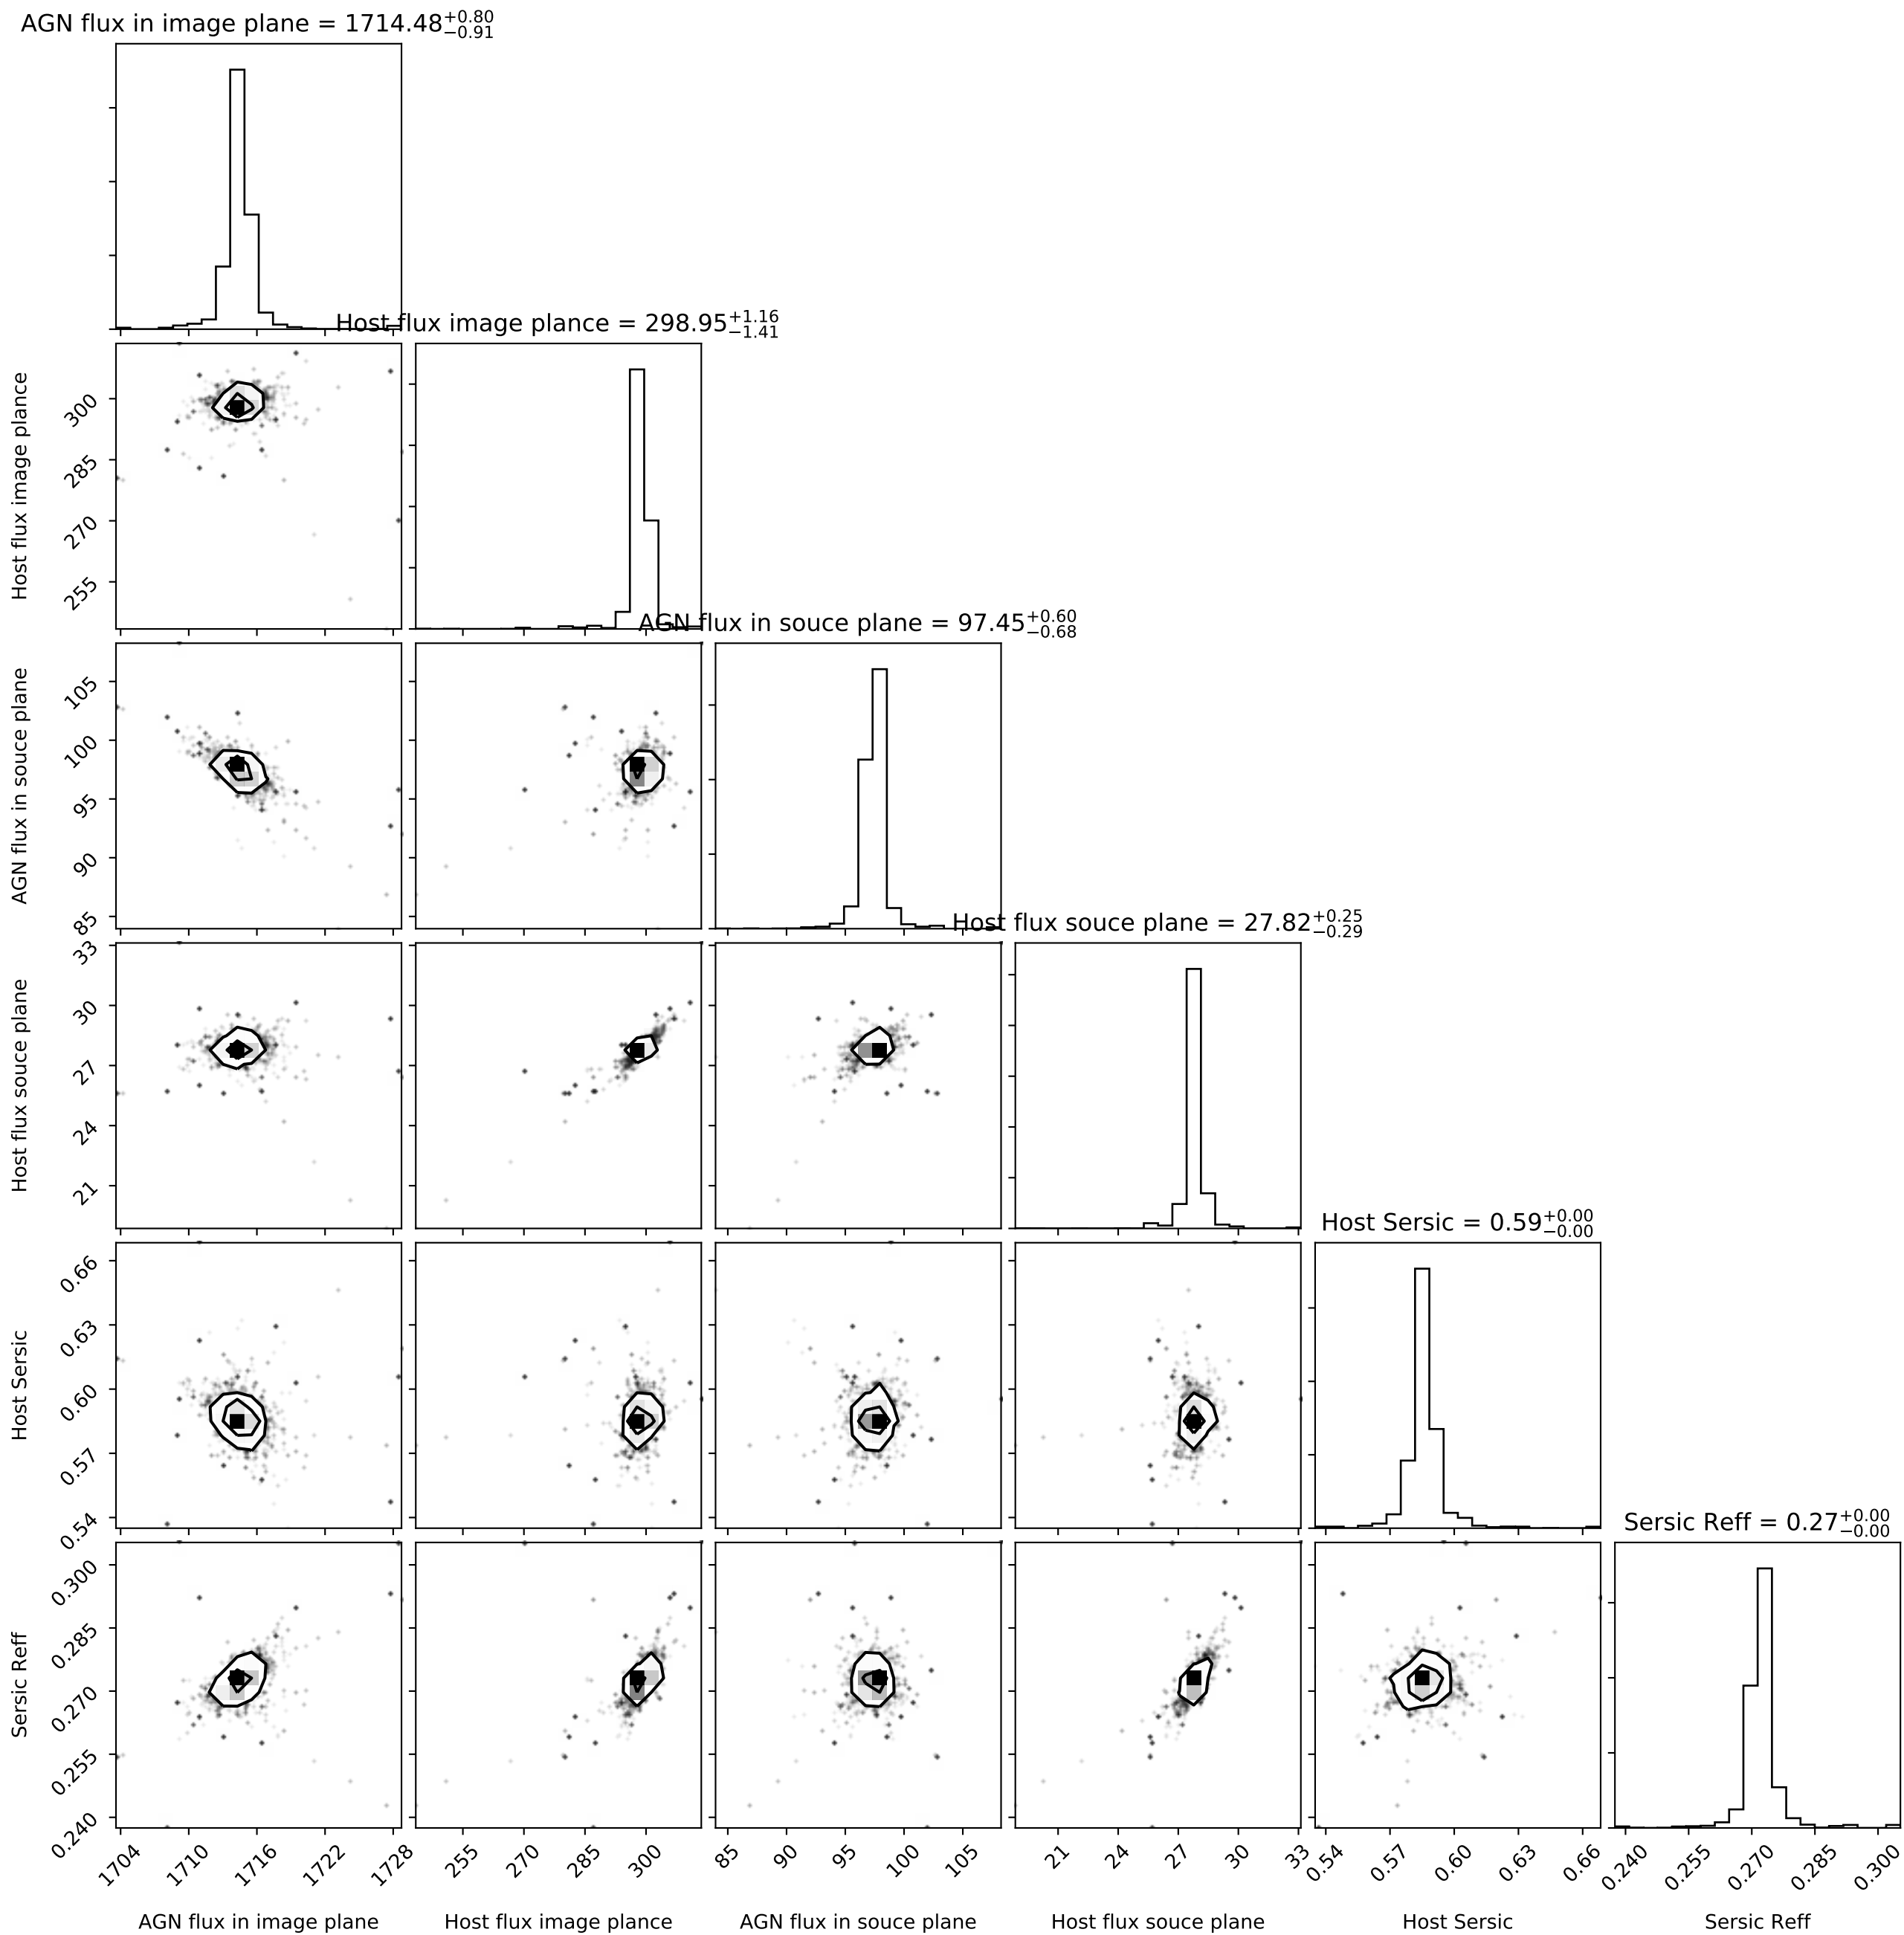 AGN flux in image plane = 1714.48+0.80−0.91
Host flux image plance = 298.95+1.16−1.41
300
285
270
255
Host flux image plance
AGN flux in souce plane = 97.45+0.60−0.68
105
100
95
90
85
AGN flux in souce plane
Host flux souce plane = 27.82+0.25−0.29
33
30
27
24
21
Host flux souce plane
Host Sersic = 0.59+0.00−0.00
0.66
0.63
0.60
0.57
0.54
Host Sersic
Sersic Reff = 0.27+0.00−0.00
0.300
0.285
0.270
0.255
0.240
Sersic Reff
1704 1710 1716 1722 1728 255 270 285 300 85 90 95 100 105 21 24 27 30 33 0.54 0.57 0.60 0.63 0.66 0.240 0.255 0.270 0.285 0.300
AGN flux in image plane Host flux image plance AGN flux in souce plane Host flux souce plane Host Sersic Sersic Reff